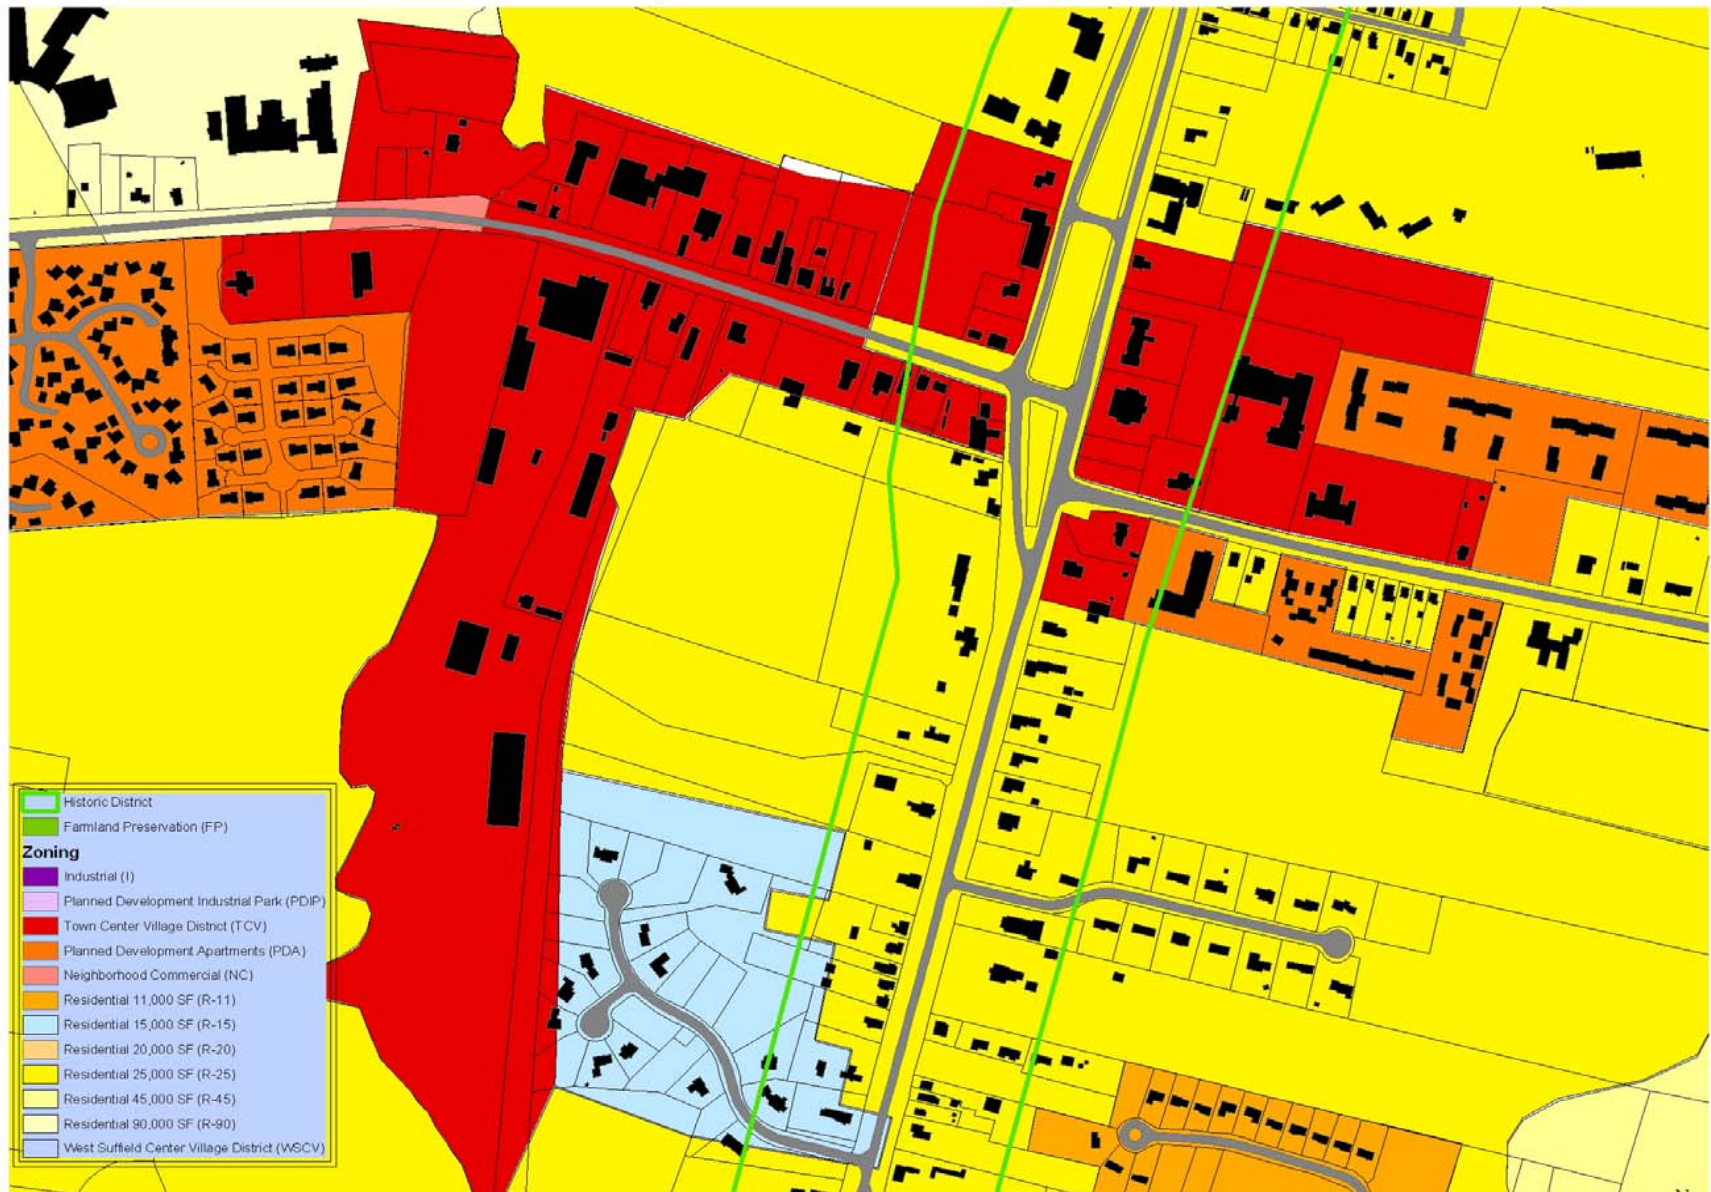 Historic District
Farmland Preservation (FP)
Zoning
Industrial (I)
Planned Development Industrial Park (PDIP)
Town Center Village District (TCV)
Planned Development Apartments (PDA)
Neighborhood Commercial (NC)
Residential 11,000 SF (R-11)
Residential 15,000 SF (R-15)
Residential 20,000 SF (R-20)
Residential 25,000 SF (R-25)
Residential 45,000 SF (R-45)
Residential 90,000 SF (R-90)
West Suffield Center Village District (WSCV)